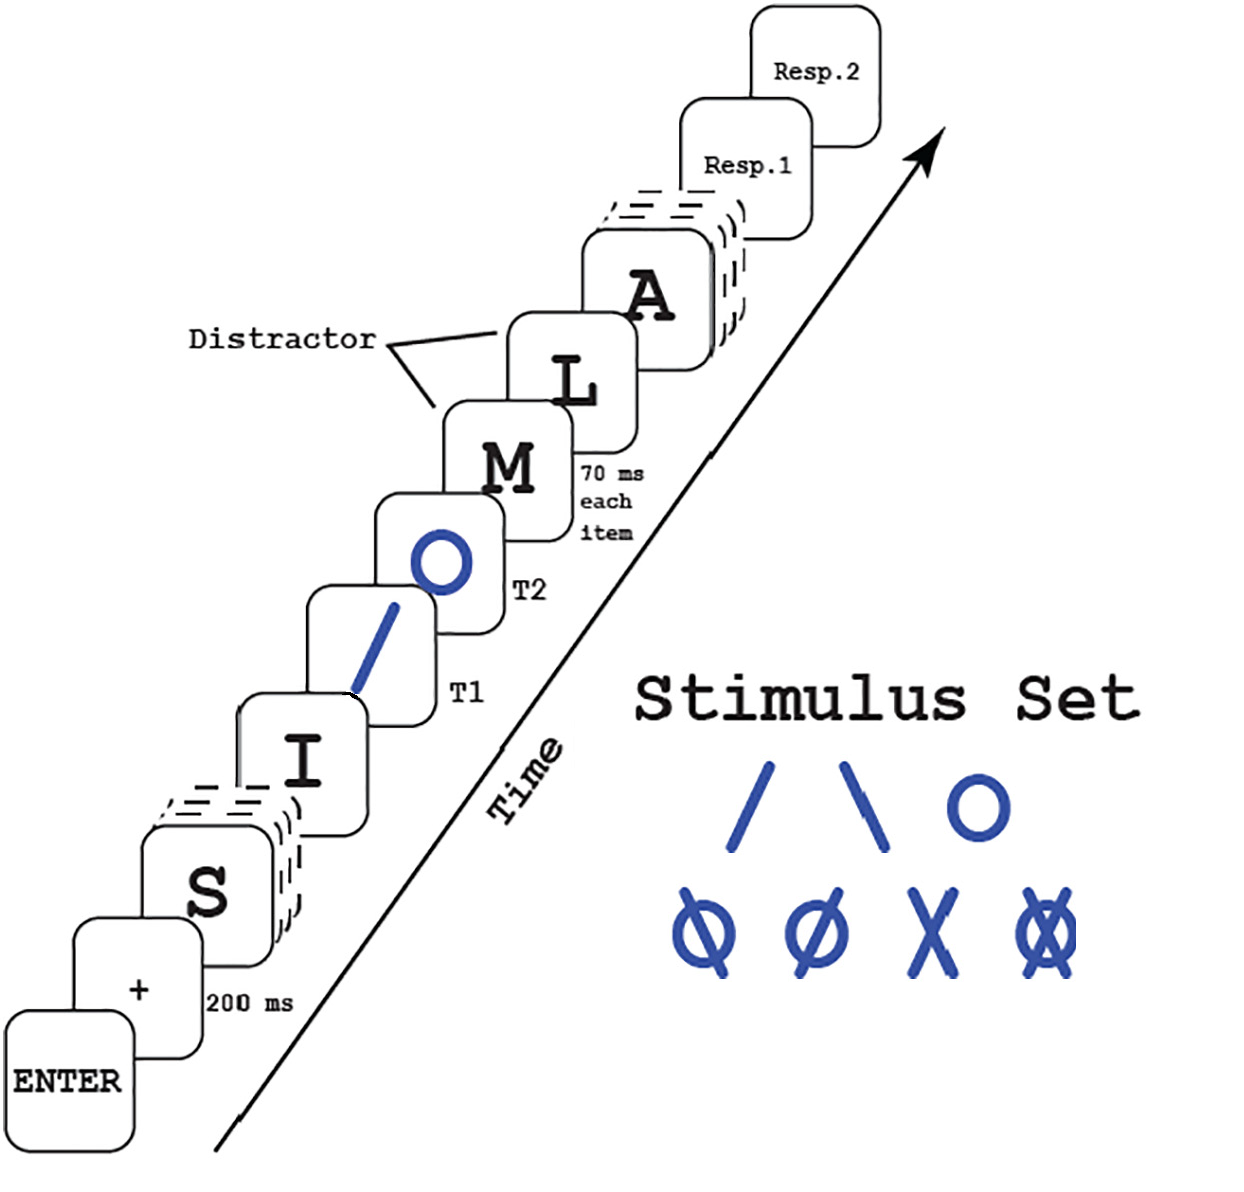 Resp.2
Resp.1
A
Distractor
L
M
70 ms
each
item
O
T2
T1
I
Stimulus Set
Time
S
+
200 ms
ENTER